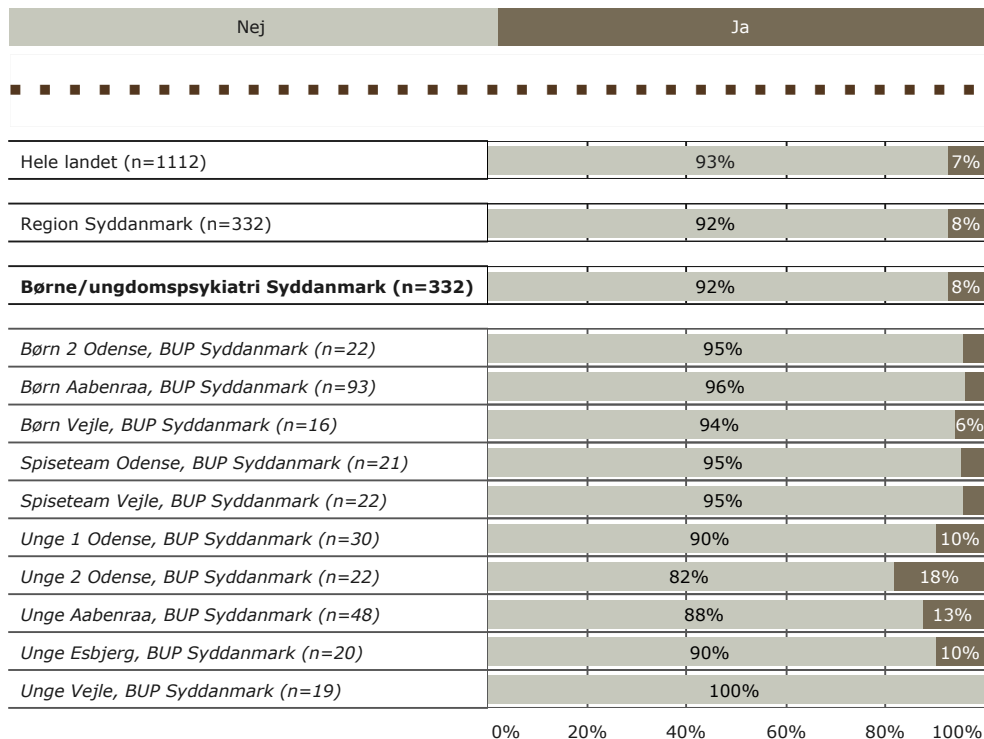 Nej Ja
Hele landet (n=1112) 93% 7%
Region Syddanmark (n=332) 92% 8%
Børne/ungdomspsykiatri Syddanmark (n=332) 92% 8%
Børn 2 Odense, BUP Syddanmark (n=22) 95%
Børn Aabenraa, BUP Syddanmark (n=93) 96%
Børn Vejle, BUP Syddanmark (n=16) 94% 6%
Spiseteam Odense, BUP Syddanmark (n=21) 95%
Spiseteam Vejle, BUP Syddanmark (n=22) 95%
Unge 1 Odense, BUP Syddanmark (n=30) 90% 10%
Unge 2 Odense, BUP Syddanmark (n=22) 82% 18%
Unge Aabenraa, BUP Syddanmark (n=48) 88% 13%
Unge Esbjerg, BUP Syddanmark (n=20) 90% 10%
Unge Vejle, BUP Syddanmark (n=19) 100%
0% 20% 40% 60% 80% 100%